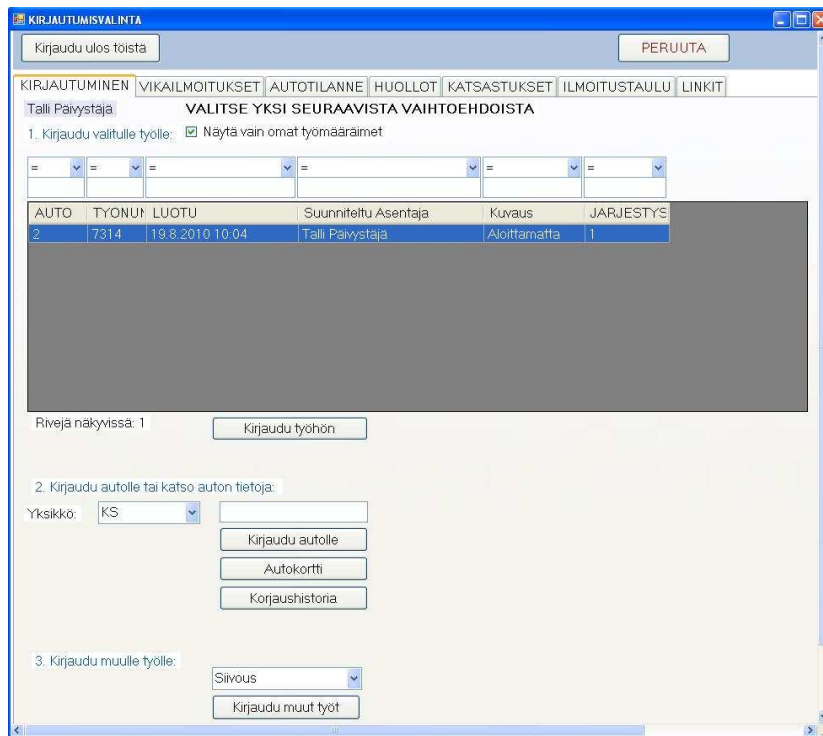 KIRJAUTUMISVALINTA
Kirjaudu ulos töistä PERUUTA
KIRJAUTUMINEN VIKAILMOITUKSET AUTOTILANNE HUOLLOT KATSASTUKSET ILMOITUSTAULU LINKIT
Talli Päivystäjä VALITSE YKSI SEURAAVISTA VAIHTOEHDOISTA
1. Kirjaudu valitulle työlle: Näytä vain omat työmääräimet
= = = = = =
AUTO TYONUN LUOTU Suunniteltu Asentaja Kuvaus JARJESTYS
2 7314 19.8.2010 10:04 Talli Päivystäjä Aloittamatta 1
Rivejä näkyvissä: 1 Kirjaudu työhön
2. Kirjaudu autolle tai katso auton tietoja:
Yksikkö: KS
Kirjaudu autolle
Autokortti
Korjaushistoria
3. Kirjaudu muulle työlle:
Siivous
Kirjaudu muut työt